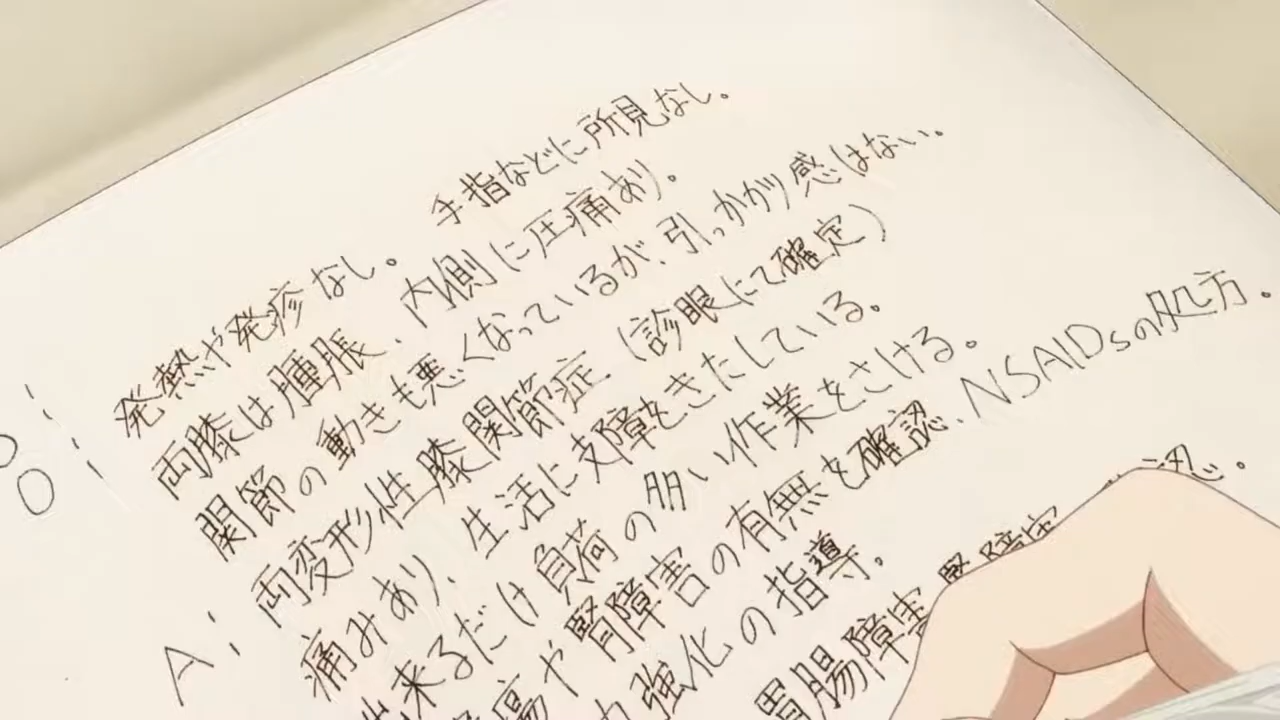 発熱や発疹なし。手指などに所見なし。
O: 両膝は腫脹、内側に圧痛あり。
関節の動きも悪くなっているが、引っかかり感はない。
A: 両変形性膝関節症、(診眼にて確定)
痛みあり、生活に支障をきたしている。
出来るだけ負荷の多い作業をさける。
瘍や腎障害の有無を確認、NSAIDsの処方。
力強化の指導。
胃腸障害